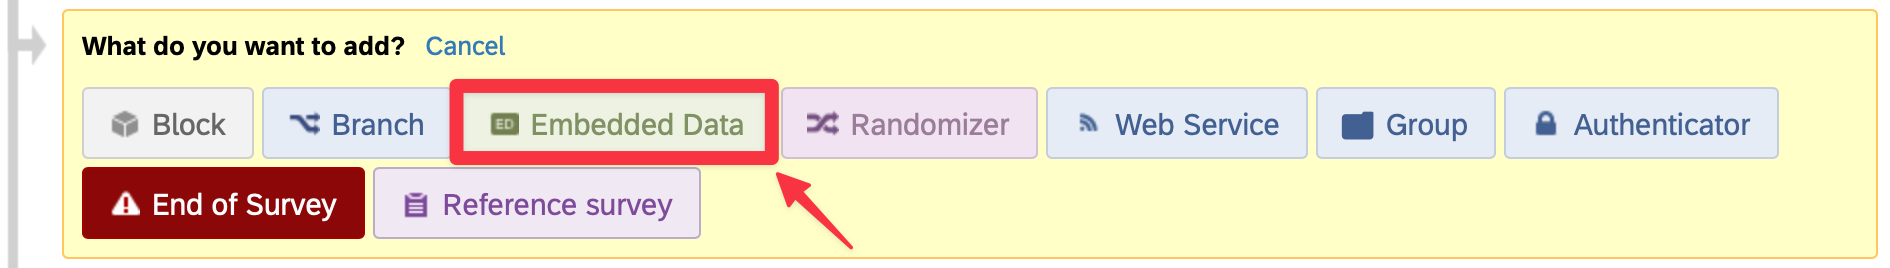 What do you want to add? Cancel
Block Branch ED Embedded Data Randomizer Web Service Group Authenticator
End of Survey Reference survey